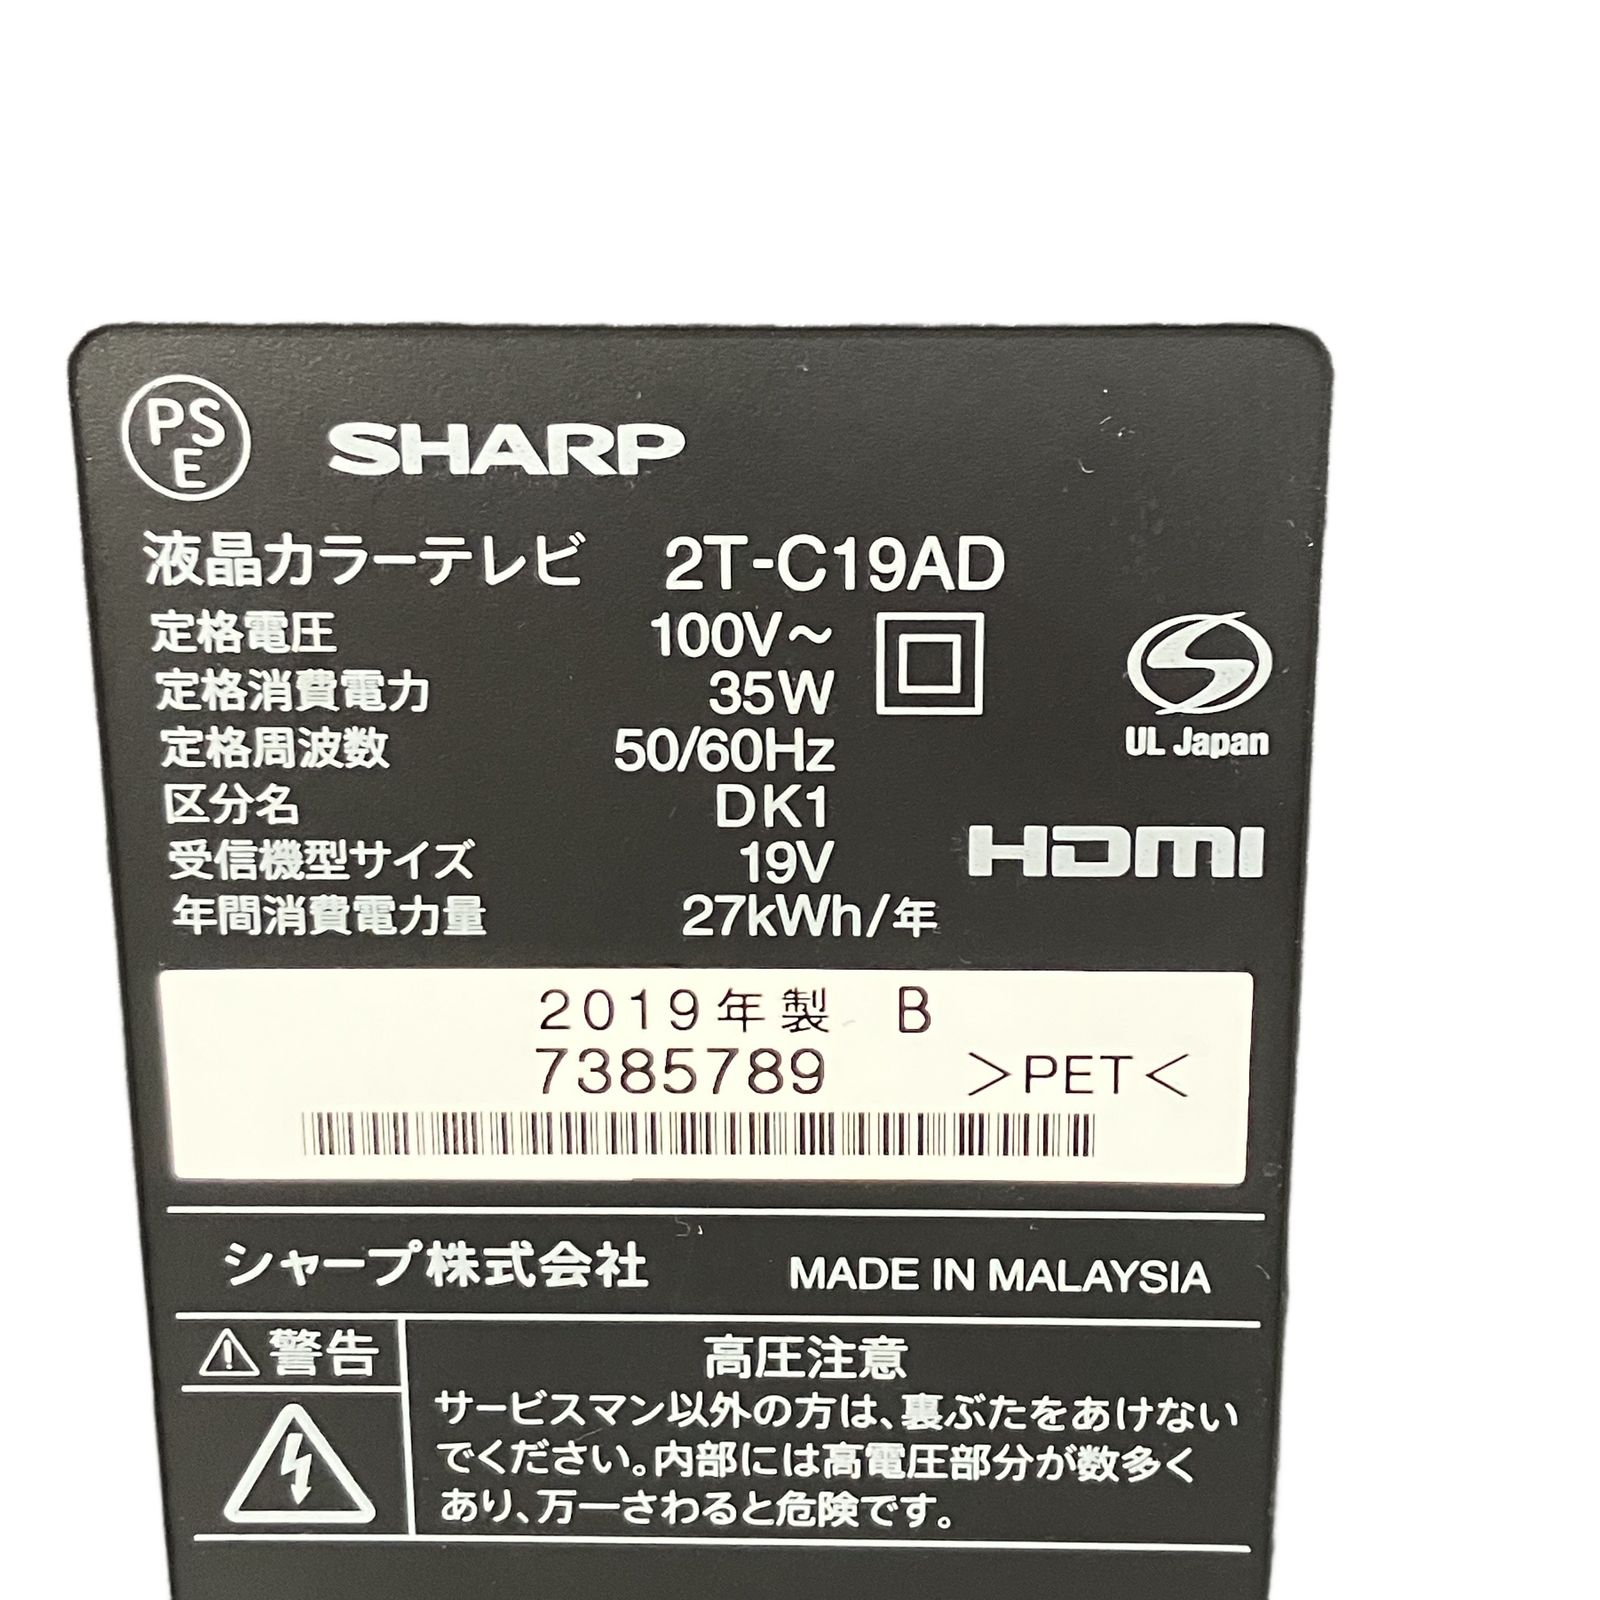 PSE SHARP
液晶カラーテレビ 2T-C19AD
定格電圧 100V～
定格消費電力 35W
定格周波数 50/60Hz
UL Japan
区分名 DK1
受信機型サイズ 19V
HDMI
年間消費電力量 27kWh/年
2019年製 B
7385789 >PET<
シャープ株式会社 MADE IN MALAYSIA
警告 高圧注意
サービスマン以外の方は、裏ぶたをあけない
でください。内部には高電圧部分が数多く
あり、万一さわると危険です。